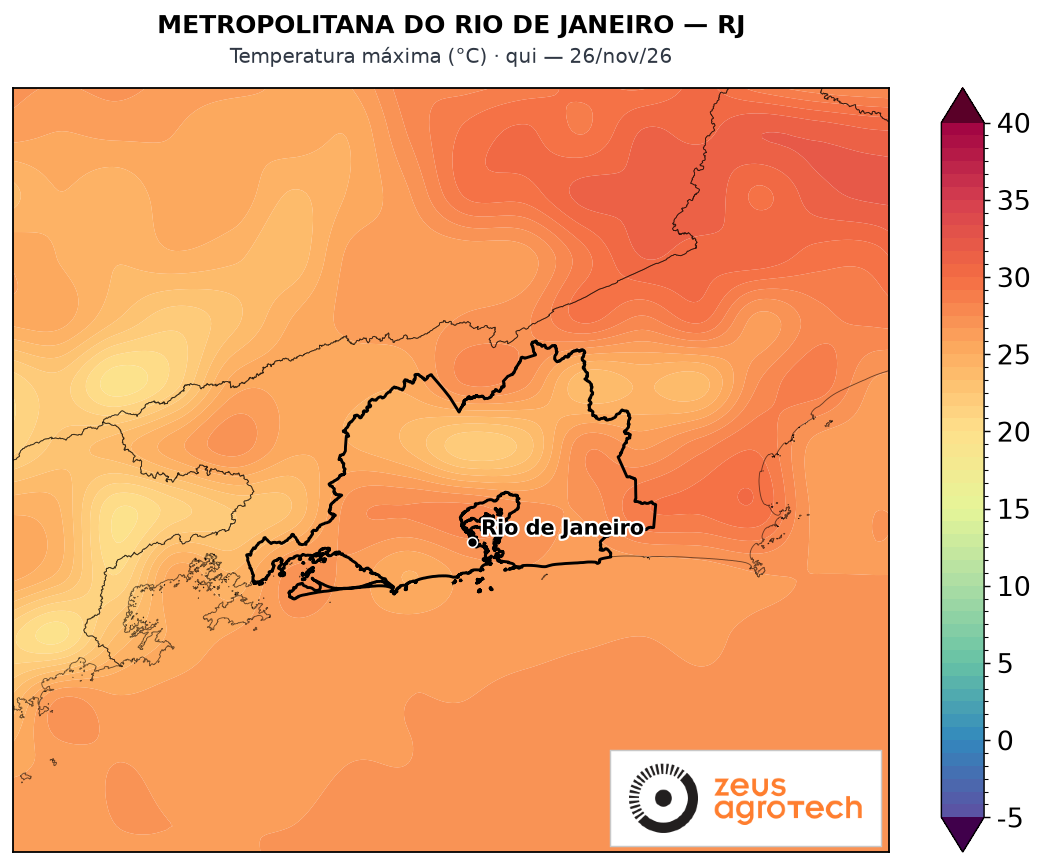 METROPOLITANA DO RIO DE JANEIRO — RJ
Temperatura máxima (°C) · qui — 26/nov/26
40
35
30
25
20
15
10
5
0
-5
Rio de Janeiro
zeus
agrotech